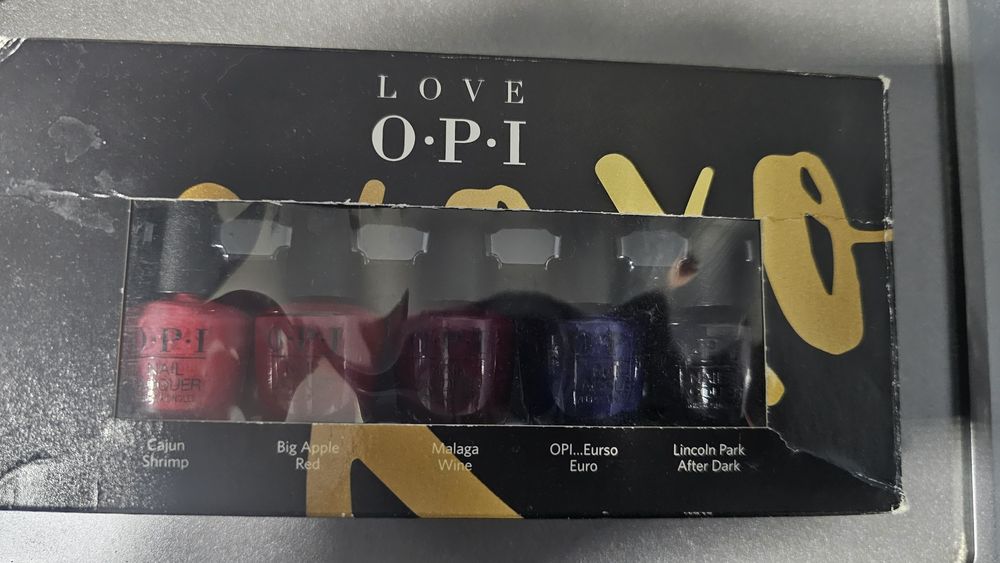 LOVE
O·P·I
O·P·I
NAIL
LACQUER
O·P·I
Cajun
Shrimp
Big Apple
Red
Malaga
Wine
OPI...Eurso
Euro
Lincoln Park
After Dark